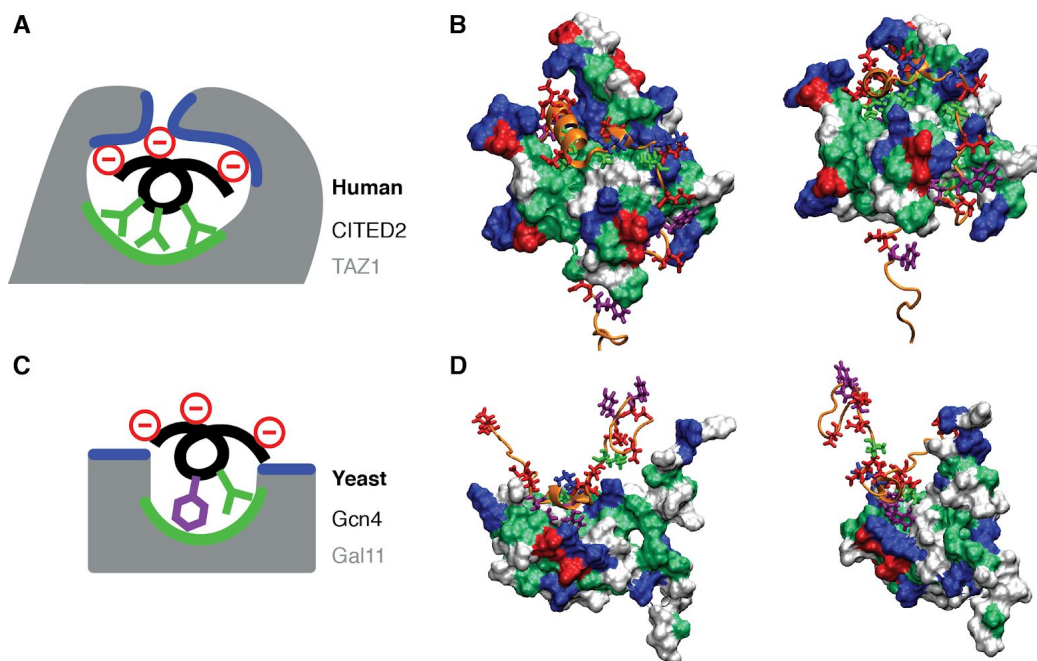 A
B
Human
CITED2
TAZ1
C
D
Yeast
Gcn4
Gal11